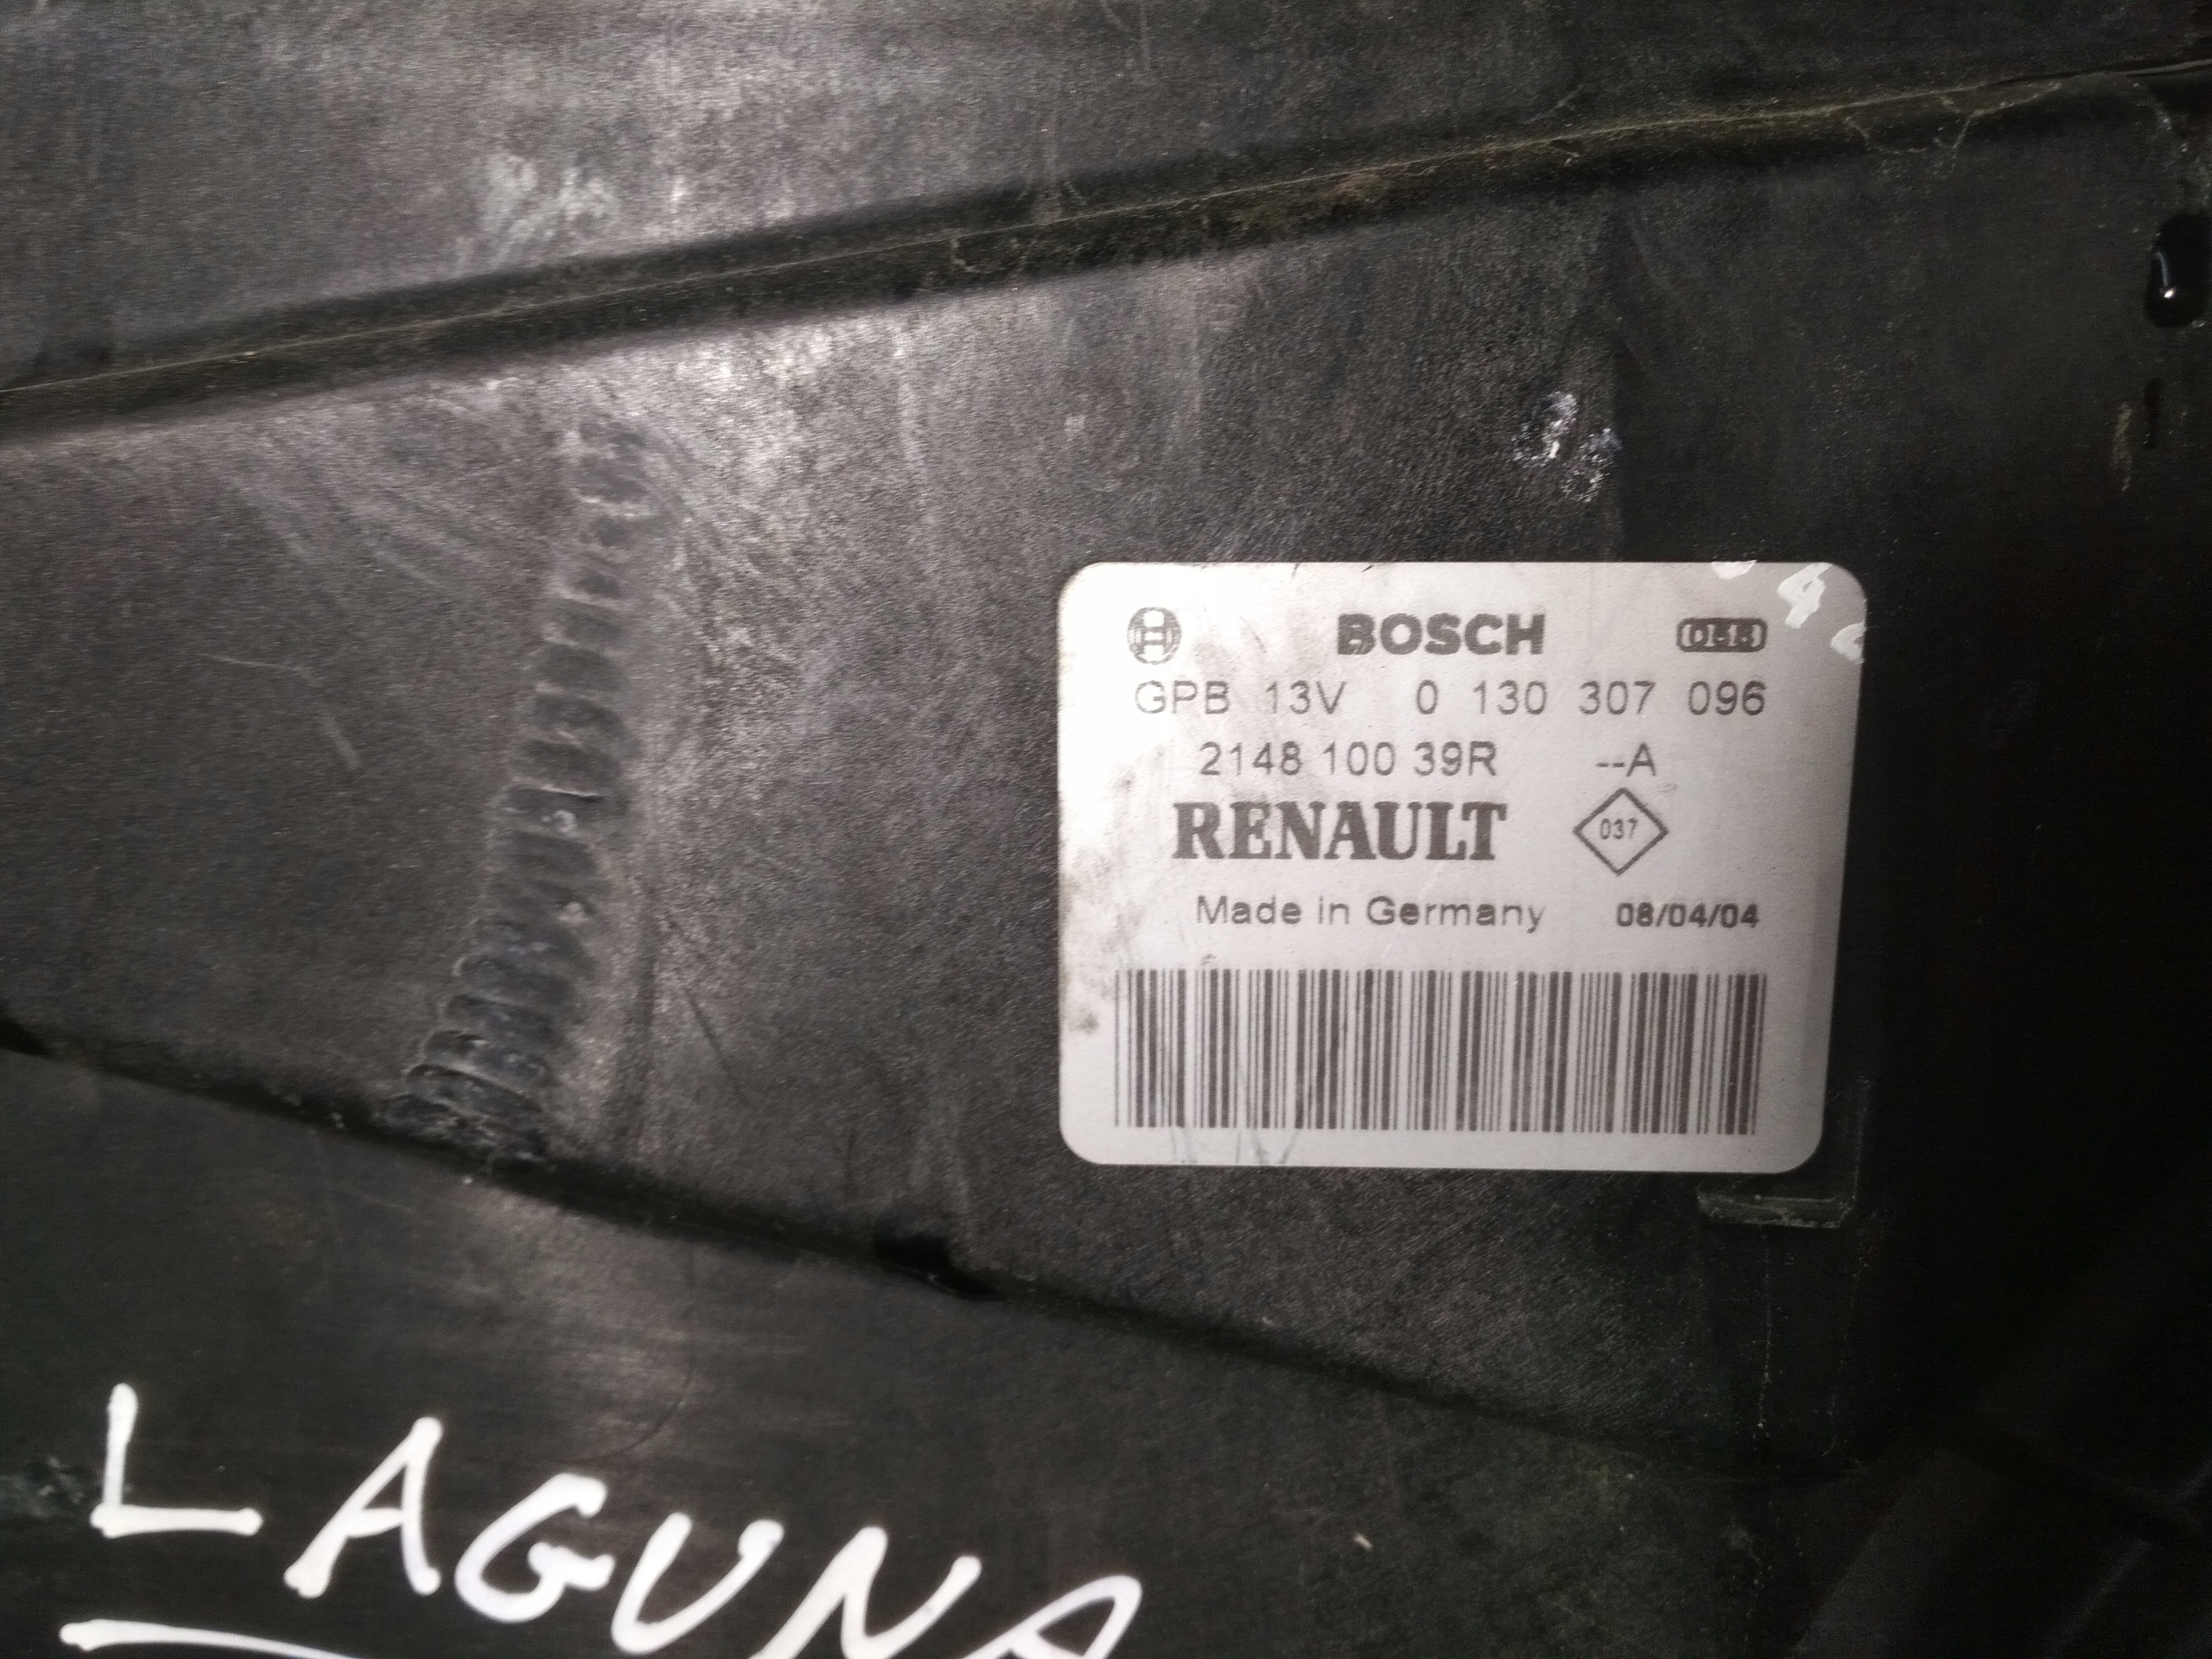 BOSCH
GPB 13V 0 130 307 096
2148 100 39R --A
RENAULT 037
Made in Germany 08/04/04
LAGUNA